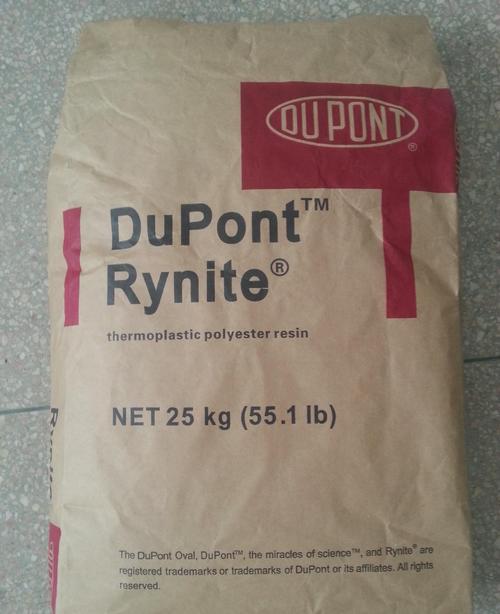 DU PONT
®
DuPont™
Rynite®
thermoplastic polyester resin
NET 25 kg (55.1 lb)
Rynite
The DuPont Oval, DuPont™, the miracles of science™, and Rynite® are
registered trademarks or trademarks of DuPont or its affiliates. All rights
reserved.